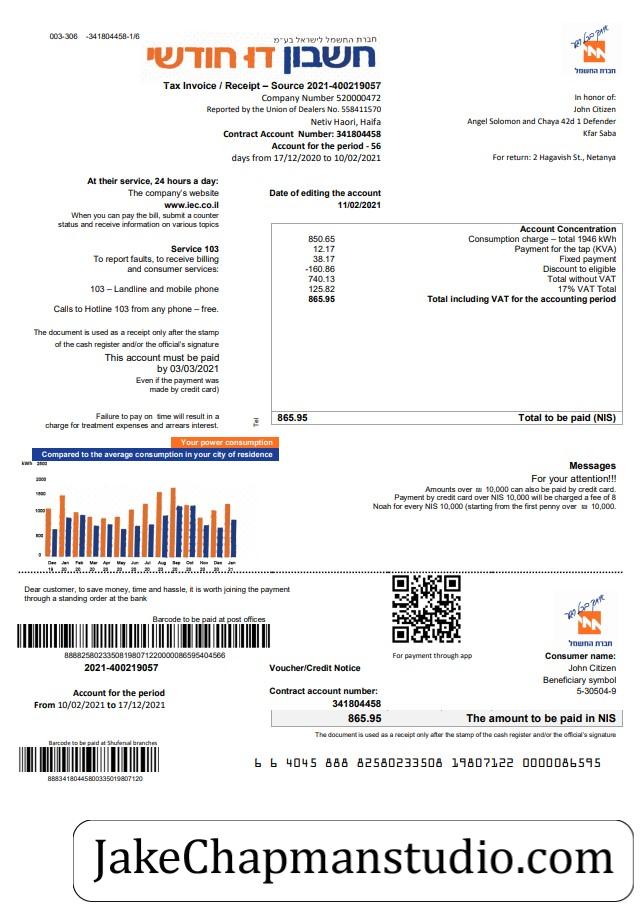 003-306 -341804458-1/6
חברת החשמל לישראל בע"מ
חשבון דו חודשי
חברת החשמל
Tax Invoice / Receipt – Source 2021-400219057
Company Number 520000472
Reported by the Union of Dealers No. 558411570
Netiv Haori, Haifa
Contract Account Number: 341804458
Account for the period - 56
days from 17/12/2020 to 10/02/2021
In honor of:
John Citizen
Angel Solomon and Chaya 42d 1 Defender
Kfar Saba
For return: 2 Hagavish St., Netanya
At their service, 24 hours a day:
The company's website
www.iec.co.il
When you can pay the bill, submit a counter
status and receive information on various topics
Service 103
To report faults, to receive billing
and consumer services:
103 – Landline and mobile phone
Calls to Hotline 103 from any phone – free.
The document is used as a receipt only after the stamp
of the cash register and/or the official's signature
This account must be paid
by 03/03/2021
Even if the payment was
made by credit card)
Failure to pay on time will result in a
charge for treatment expenses and arrears interest.
Date of editing the account
11/02/2021
Account Concentration
850.65 Consumption charge – total 1946 kWh
12.17 Payment for the tap (KVA)
38.17 Fixed payment
-160.86 Discount to eligible
740.13 Total without VAT
125.82 17% VAT Total
865.95 Total including VAT for the accounting period
Tel
865.95 Total to be paid (NIS)
Your power consumption
Compared to the average consumption in your city of residence
kWh 2500
2000
1500
1000
500
0
Dec Jan Feb Mar Apr May Jun Jul Aug Sep Oct Nov Dec Jan
19 20 20 20 20 20 20 20 20 20 20 20 20 21
Messages
For your attention!!!
Amounts over ₪ 10,000 can also be paid by credit card.
Payment by credit card over NIS 10,000 will be charged a fee of 8
Noah for every NIS 10,000 (starting from the first penny over ₪ 10,000.
Dear customer, to save money, time and hassle, it is worth joining the payment
through a standing order at the bank
Barcode to be paid at post offices
88882580233508198071220000086595404566
2021-400219057
Account for the period
From 10/02/2021 to 17/12/2021
For payment through app
חברת החשמל
Voucher/Credit Notice
Contract account number:
341804458
Consumer name:
John Citizen
Beneficiary symbol
5-30504-9
865.95 The amount to be paid in NIS
The document is used as a receipt only after the stamp of the cash register and/or the official's signature
Barcode to be paid at Shufersal branches
88834180445800335019807120
6 6 4045 888 82580233508 19807122 0000086595
JakeChapmanstudio.com